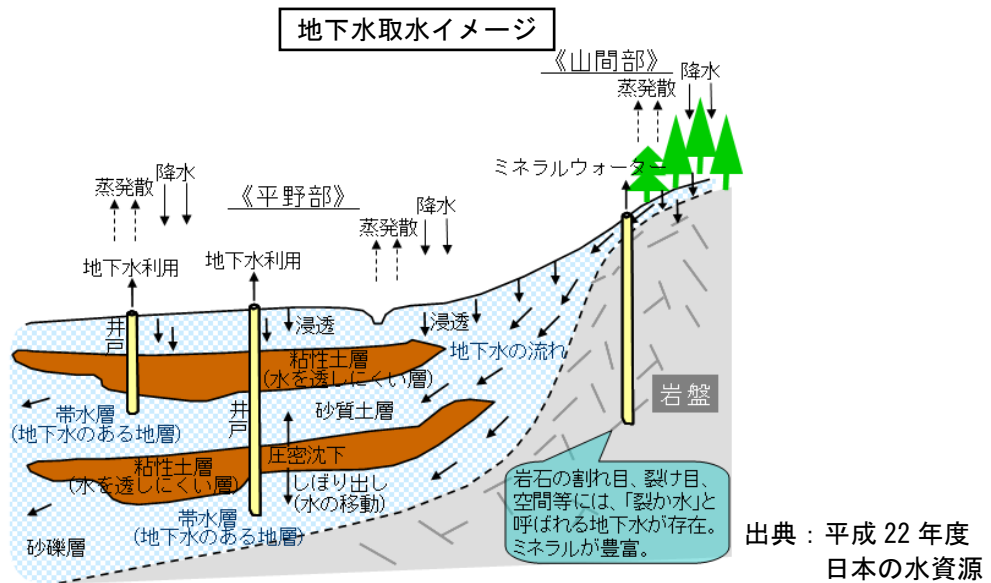 地下水取水イメージ
《山間部》
降水
蒸発散
ミネラルウォーター
降水
蒸発散
《平野部》
降水
蒸発散
地下水利用
地下水利用
井戸
浸透
浸透
粘性土層
(水を透しにくい層)
地下水の流れ
岩盤
帯水層
(地下水のある地層)
井戸
砂質土層
圧密沈下
粘性土層
(水を透しにくい層)
しぼり出し
(水の移動)
帯水層
(地下水のある地層)
砂礫層
岩石の割れ目、裂け目、
空間等には、「裂か水」と
呼ばれる地下水が存在。
ミネラルが豊富。
出典：平成 22 年度
日本の水資源